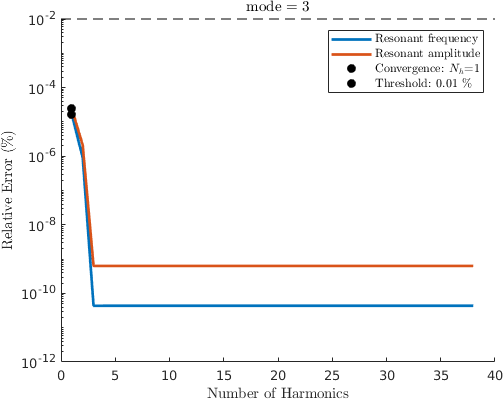 mode = 3
Resonant frequency
Resonant amplitude
Convergence: N_h=1
Threshold: 0.01 %
10^-2
10^-4
10^-6
10^-8
10^-10
10^-12
Relative Error (%)
0 5 10 15 20 25 30 35 40
Number of Harmonics